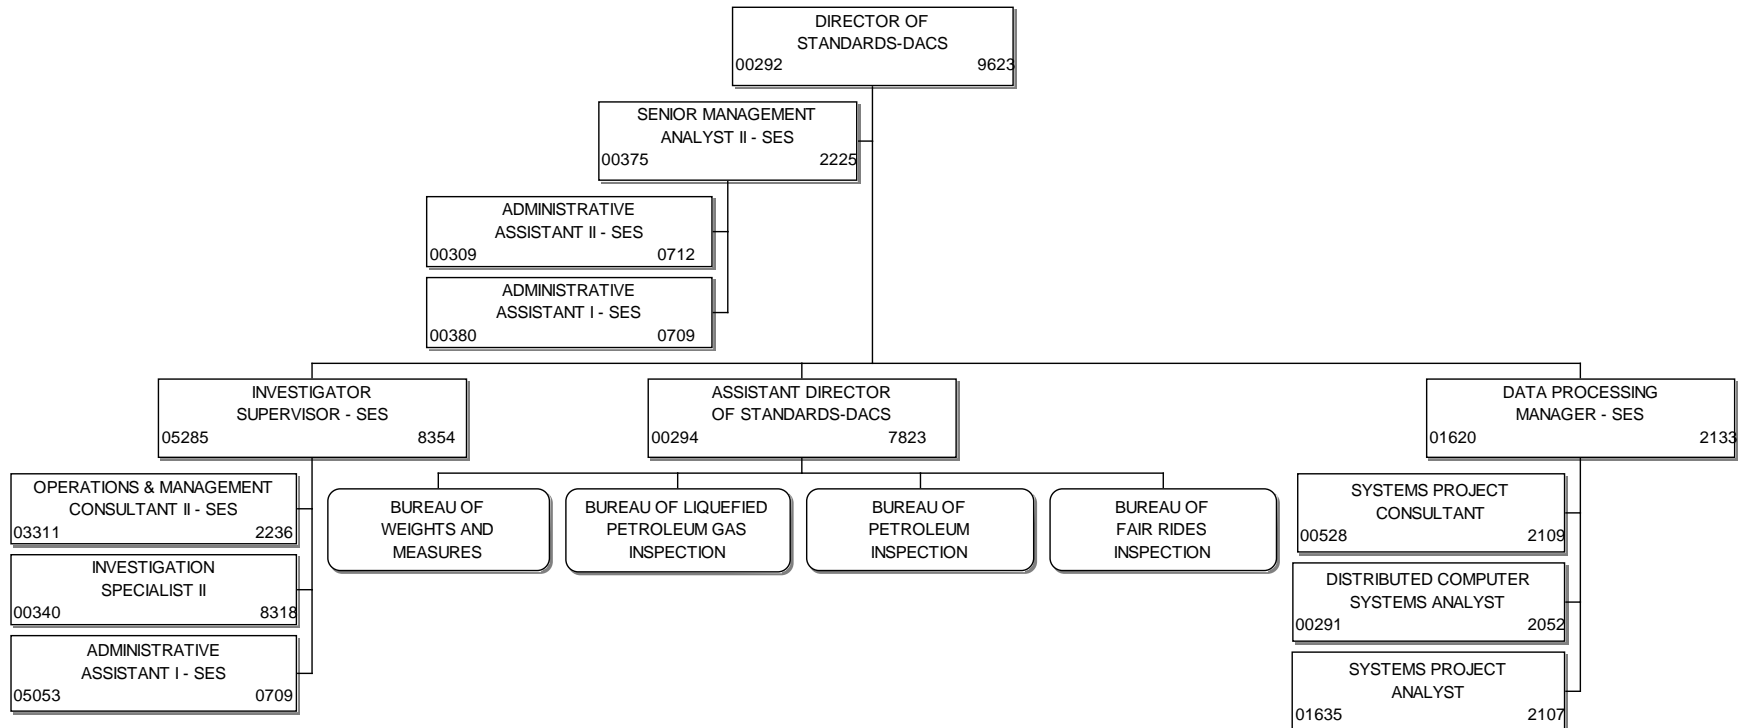 DIRECTOR OF
STANDARDS-DACS
00292 9623
SENIOR MANAGEMENT
ANALYST II - SES
00375 2225
ADMINISTRATIVE
ASSISTANT II - SES
00309 0712
ADMINISTRATIVE
ASSISTANT I - SES
00380 0709
INVESTIGATOR
SUPERVISOR - SES
05285 8354
OPERATIONS & MANAGEMENT
CONSULTANT II - SES
03311 2236
INVESTIGATION
SPECIALIST II
00340 8318
ADMINISTRATIVE
ASSISTANT I - SES
05053 0709
ASSISTANT DIRECTOR
OF STANDARDS-DACS
00294 7823
BUREAU OF
WEIGHTS AND
MEASURES
BUREAU OF LIQUEFIED
PETROLEUM GAS
INSPECTION
BUREAU OF
PETROLEUM
INSPECTION
BUREAU OF
FAIR RIDES
INSPECTION
DATA PROCESSING
MANAGER - SES
01620 2133
SYSTEMS PROJECT
CONSULTANT
00528 2109
DISTRIBUTED COMPUTER
SYSTEMS ANALYST
00291 2052
SYSTEMS PROJECT
ANALYST
01635 2107